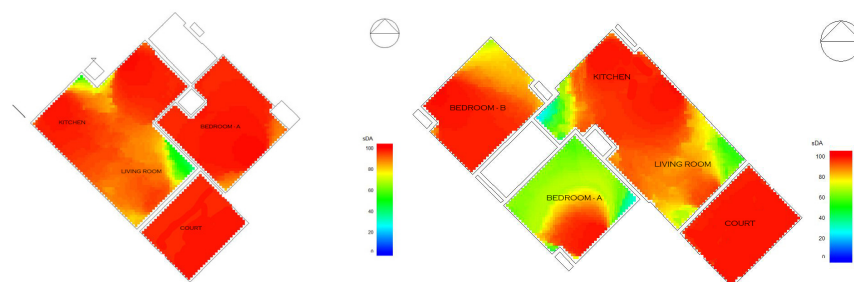 KITCHEN
BEDROOM - A
LIVING ROOM
COURT
sDA
100
80
60
40
20
n
KITCHEN
BEDROOM - B
LIVING ROOM
BEDROOM - A
COURT
sDA
100
80
60
40
20
n